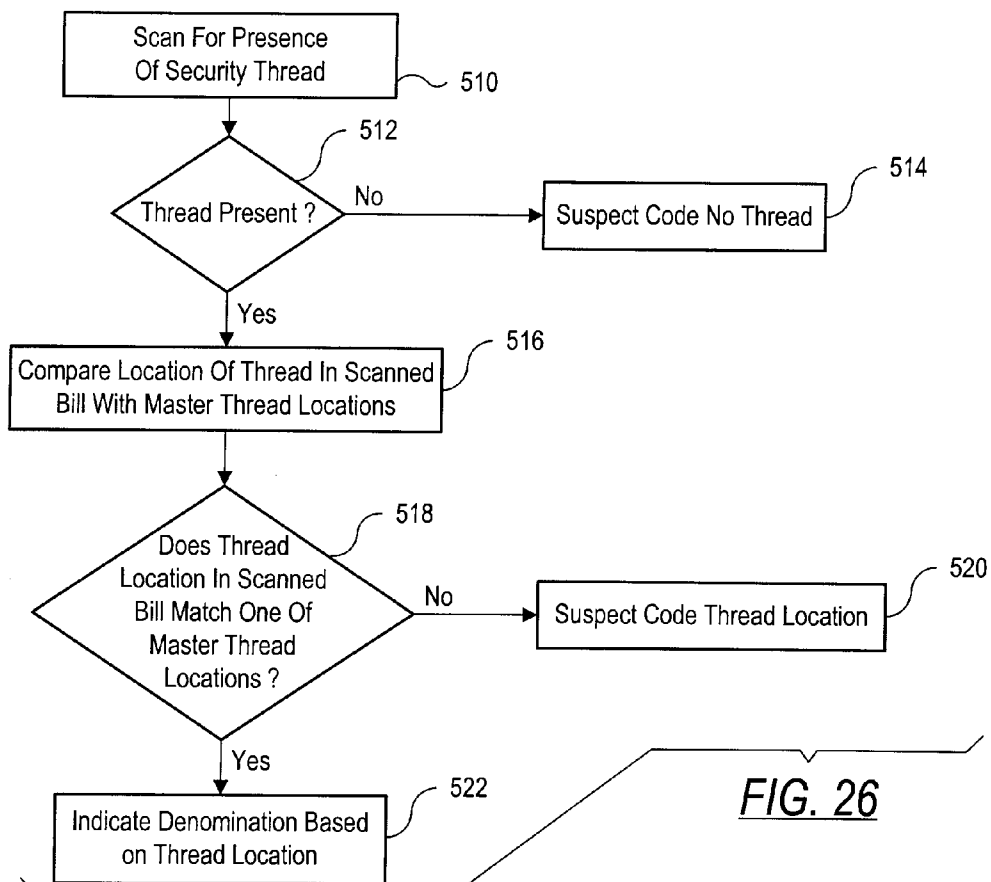 Scan For Presence
Of Security Thread
510
512
Thread Present ?
No
514
Suspect Code No Thread
Yes
516
Compare Location Of Thread In Scanned
Bill With Master Thread Locations
518
Does Thread
Location In Scanned
Bill Match One Of
Master Thread
Locations ?
No
520
Suspect Code Thread Location
Yes
522
Indicate Denomination Based
on Thread Location
FIG. 26